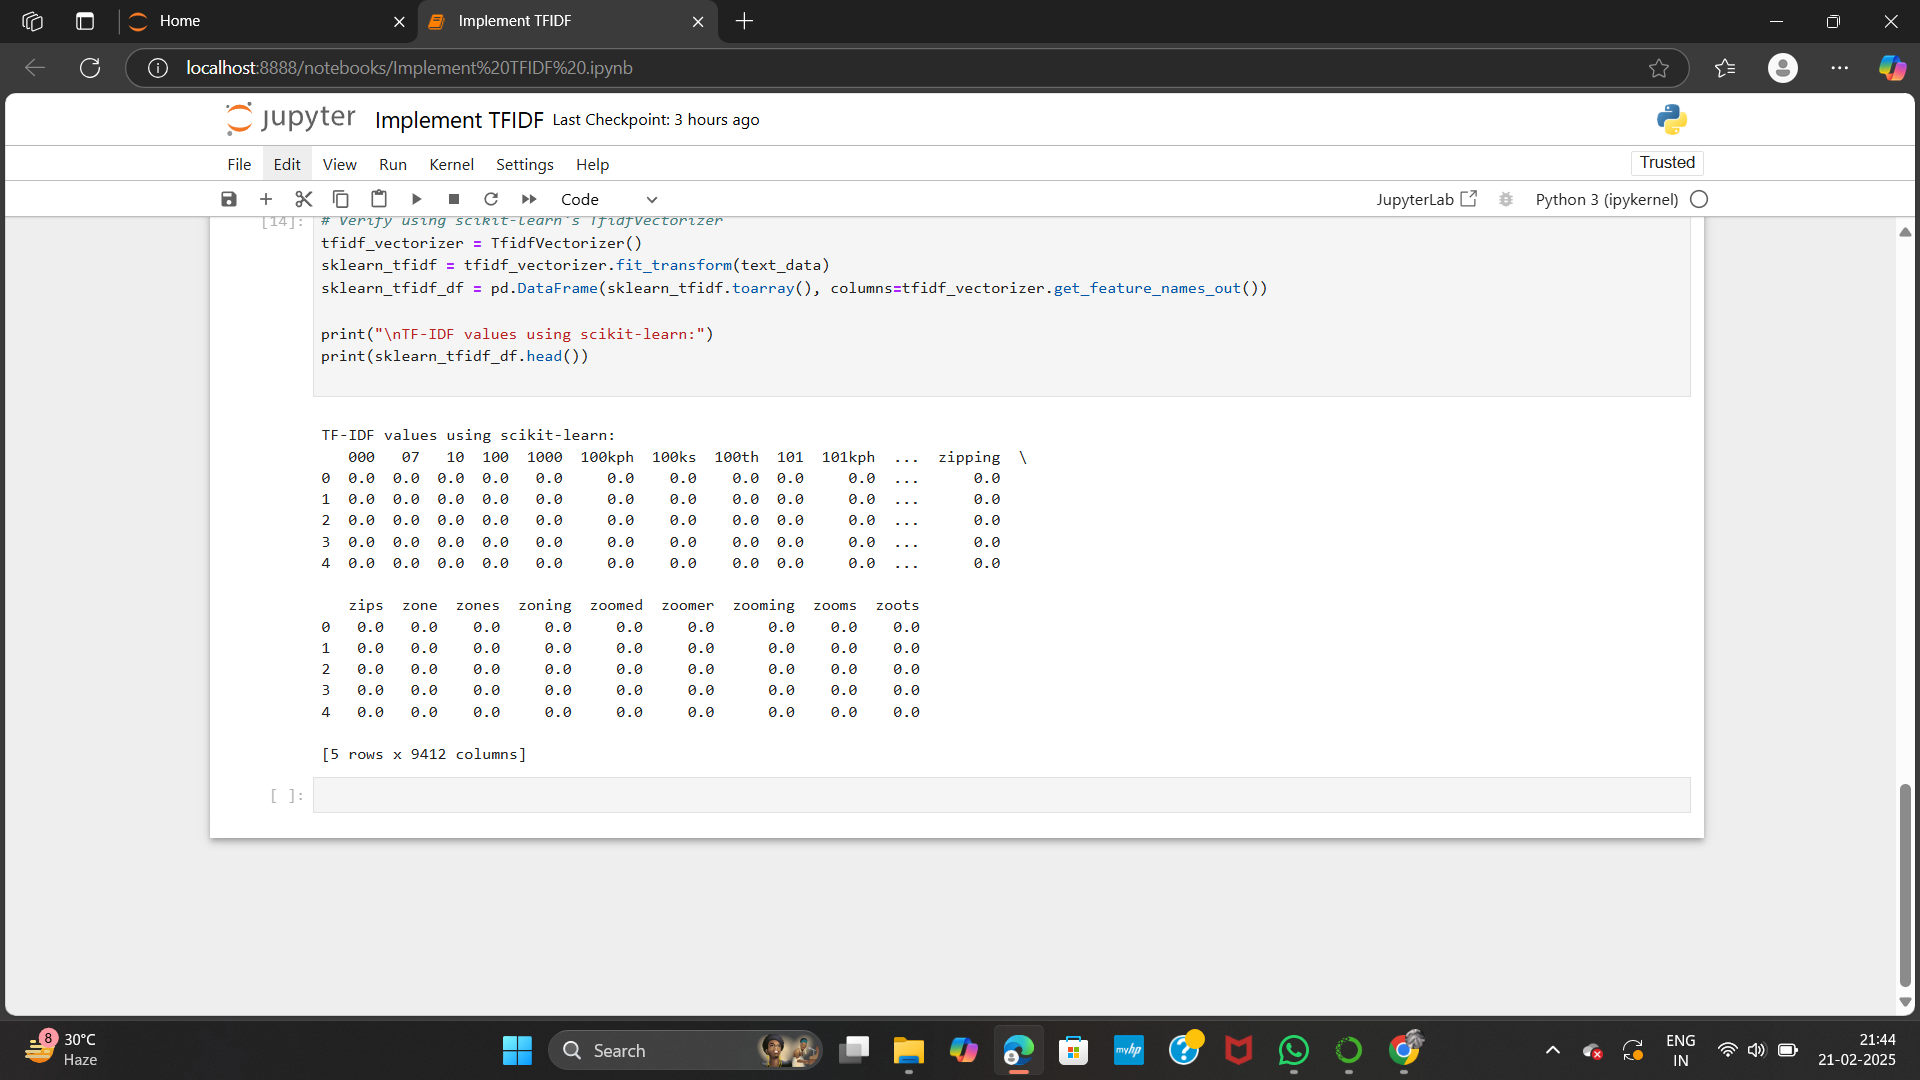 Home
Implement TFIDF
localhost:8888/notebooks/Implement%20TFIDF%20.ipynb
jupyter Implement TFIDF Last Checkpoint: 3 hours ago
File Edit View Run Kernel Settings Help
Trusted
Code
JupyterLab
Python 3 (ipykernel)
[14]: # Verify using scikit-learn's TfidfVectorizer
tfidf_vectorizer = TfidfVectorizer()
sklearn_tfidf = tfidf_vectorizer.fit_transform(text_data)
sklearn_tfidf_df = pd.DataFrame(sklearn_tfidf.toarray(), columns=tfidf_vectorizer.get_feature_names_out())
print("\nTF-IDF values using scikit-learn:")
print(sklearn_tfidf_df.head())
TF-IDF values using scikit-learn:
000 07 10 100 1000 100kph 100ks 100th 101 101kph ... zipping \
0 0.0 0.0 0.0 0.0 0.0 0.0 0.0 0.0 0.0 0.0 ... 0.0
1 0.0 0.0 0.0 0.0 0.0 0.0 0.0 0.0 0.0 0.0 ... 0.0
2 0.0 0.0 0.0 0.0 0.0 0.0 0.0 0.0 0.0 0.0 ... 0.0
3 0.0 0.0 0.0 0.0 0.0 0.0 0.0 0.0 0.0 0.0 ... 0.0
4 0.0 0.0 0.0 0.0 0.0 0.0 0.0 0.0 0.0 0.0 ... 0.0
zips zone zones zoning zoomed zoomer zooming zooms zoots
0 0.0 0.0 0.0 0.0 0.0 0.0 0.0 0.0 0.0
1 0.0 0.0 0.0 0.0 0.0 0.0 0.0 0.0 0.0
2 0.0 0.0 0.0 0.0 0.0 0.0 0.0 0.0 0.0
3 0.0 0.0 0.0 0.0 0.0 0.0 0.0 0.0 0.0
4 0.0 0.0 0.0 0.0 0.0 0.0 0.0 0.0 0.0
[5 rows x 9412 columns]
[ ]:
8
30°C
Haze
Search
myhp
ENG
IN
21:44
21-02-2025